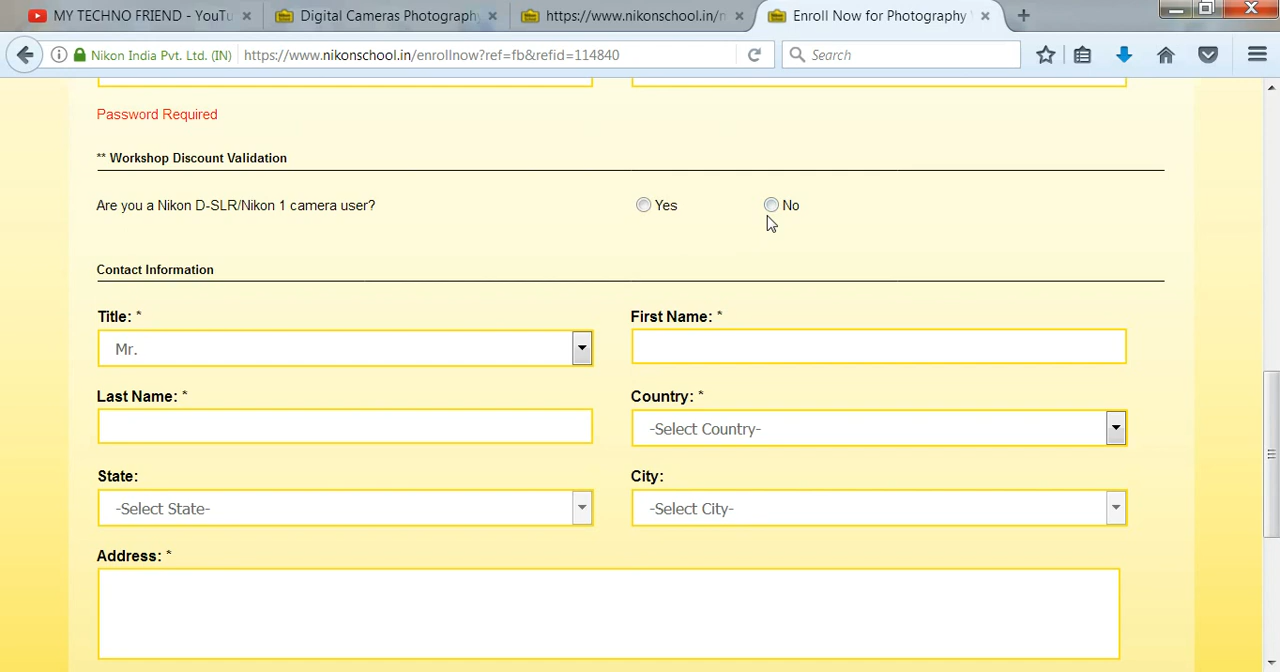 MY TECHNO FRIEND - YouTu
Digital Cameras Photography
https://www.nikonschool.in/n
Enroll Now for Photography
Nikon India Pvt. Ltd. (IN)
https://www.nikonschool.in/enrollnow?ref=fb&refid=114840
Search
Password Required
** Workshop Discount Validation
Are you a Nikon D-SLR/Nikon 1 camera user? Yes No
Contact Information
Title: * First Name: *
Mr.
Last Name: * Country: *
-Select Country-
State: City:
-Select State- -Select City-
Address: *